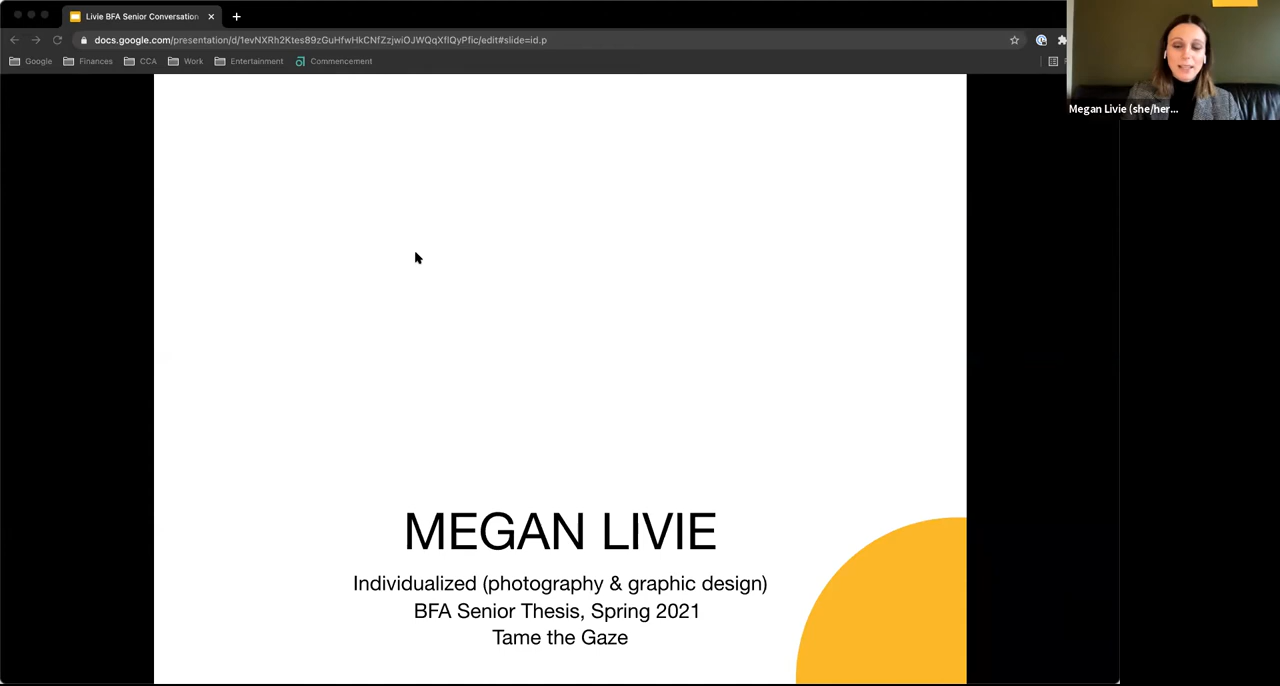 Livie BFA Senior Conversation
docs.google.com/presentation/d/1evNXRh2Ktes89zGuHfwHkCNfZzjwiOJWQqXflQyPfic/edit#slide=id.p
Google Finances CCA Work Entertainment Commencement
Megan Livie (she/her...
MEGAN LIVIE
Individualized (photography & graphic design)
BFA Senior Thesis, Spring 2021
Tame the Gaze